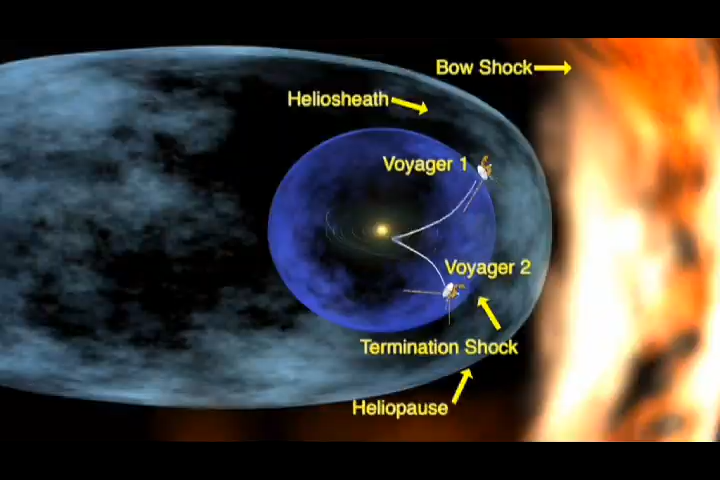 Bow Shock
Heliosheath
Voyager 1
Voyager 2
Termination Shock
Heliopause